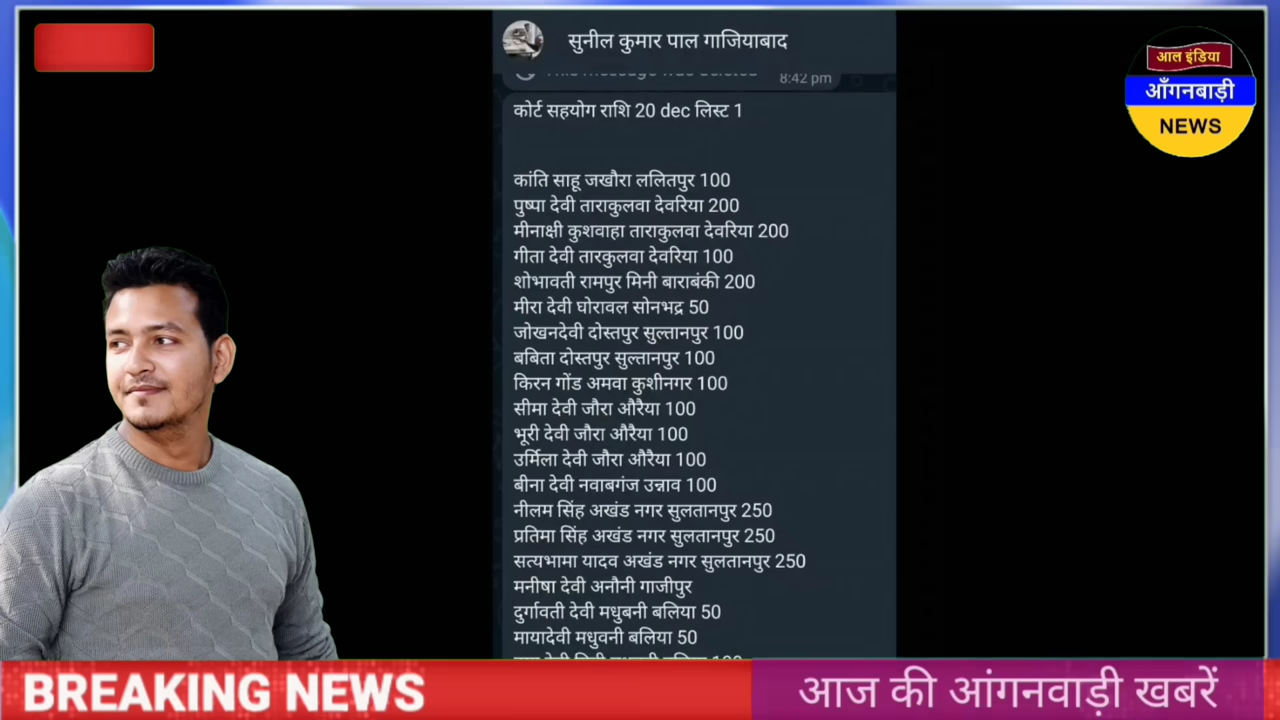 सुनील कुमार पाल गाजियाबाद
8:42 pm
कोर्ट सहयोग राशि 20 dec लिस्ट 1
कांति साहू जखौरा ललितपुर 100
पुष्पा देवी ताराकुलवा देवरिया 200
मीनाक्षी कुशवाहा ताराकुलवा देवरिया 200
गीता देवी तारकुलवा देवरिया 100
शोभावती रामपुर मिनी बाराबंकी 200
मीरा देवी घोरावल सोनभद्र 50
जोखनदेवी दोस्तपुर सुल्तानपुर 100
बबिता दोस्तपुर सुल्तानपुर 100
किरन गोंड अमवा कुशीनगर 100
सीमा देवी जौरा औरैया 100
भूरी देवी जौरा औरैया 100
उर्मिला देवी जौरा औरैया 100
बीना देवी नवाबगंज उन्नाव 100
नीलम सिंह अखंड नगर सुलतानपुर 250
प्रतिमा सिंह अखंड नगर सुलतानपुर 250
सत्यभामा यादव अखंड नगर सुलतानपुर 250
मनीषा देवी अनौनी गाजीपुर
दुर्गावती देवी मधुबनी बलिया 50
मायादेवी मधुवनी बलिया 50
आल इंडिया
आँगनबाड़ी
NEWS
BREAKING NEWS
आज की आंगनवाड़ी खबरें